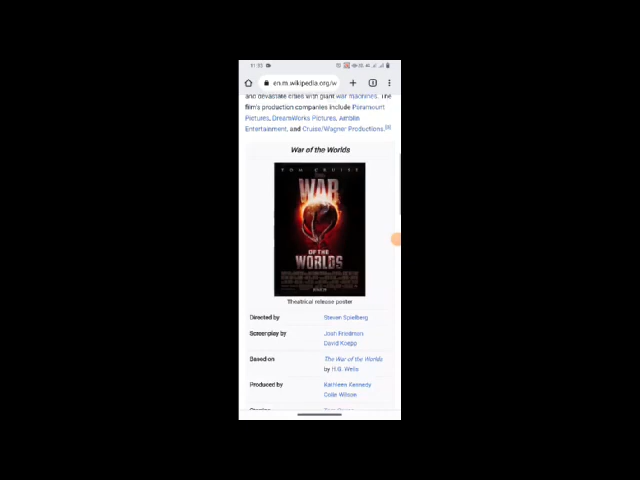 11:33
en.m.wikipedia.org/w
and devastate cities with giant war machines. The
film's production companies include Paramount
Pictures, DreamWorks Pictures, Amblin
Entertainment, and Cruise/Wagner Productions.
War of the Worlds
TOM CRUISE
WAR
OF THE
WORLDS
Theatrical release poster
Directed by Steven Spielberg
Screenplay by Josh Friedman
David Koepp
Based on The War of the Worlds
by H.G. Wells
Produced by Kathleen Kennedy
Colin Wilson